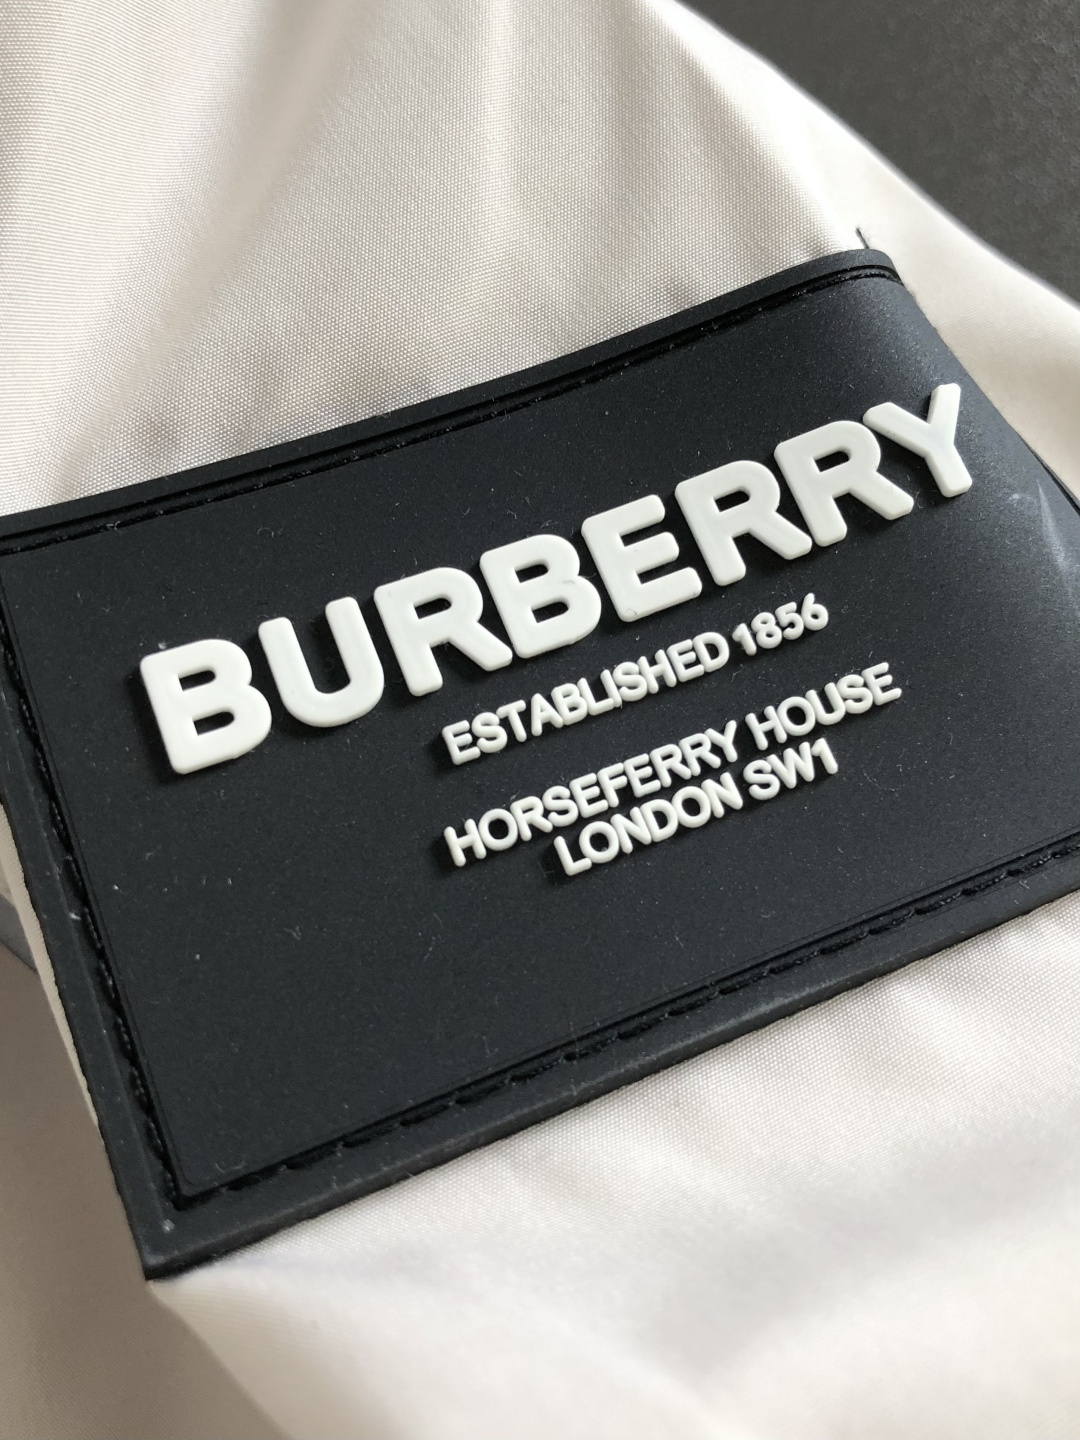 BURBERRY
ESTABLISHED 1856
HORSEFERRY HOUSE
LONDON SW1